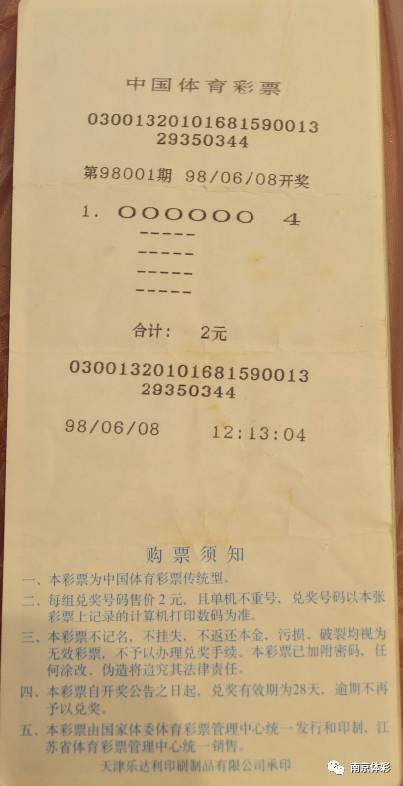 中国体育彩票
03001320101681590013
29350344
第98001期 98/06/08开奖
1. 000000 4
-----
-----
-----
-----
合计: 2元
03001320101681590013
29350344
98/06/08 12:13:04
购票须知
一、本彩票为中国体育彩票传统型。
二、每组兑奖号码售价2元，且单机不重号，兑奖号码以本张
彩票上记录的计算机打印数码为准。
三、本彩票不记名，不挂失，不返还本金，污损、破裂均视为
无效彩票，不予以办理兑奖手续。本彩票已加附密码，任
何涂改，伪造将追究其法律责任。
四、本彩票自开奖公告之日起，兑奖有效期为28天，逾期不再
予以兑奖。
五、本彩票由国家体委体育彩票管理中心统一发行和印制、江
苏省体育彩票管理中心统一销售。
天津乐达利印刷制品有限公司承印
南京体彩